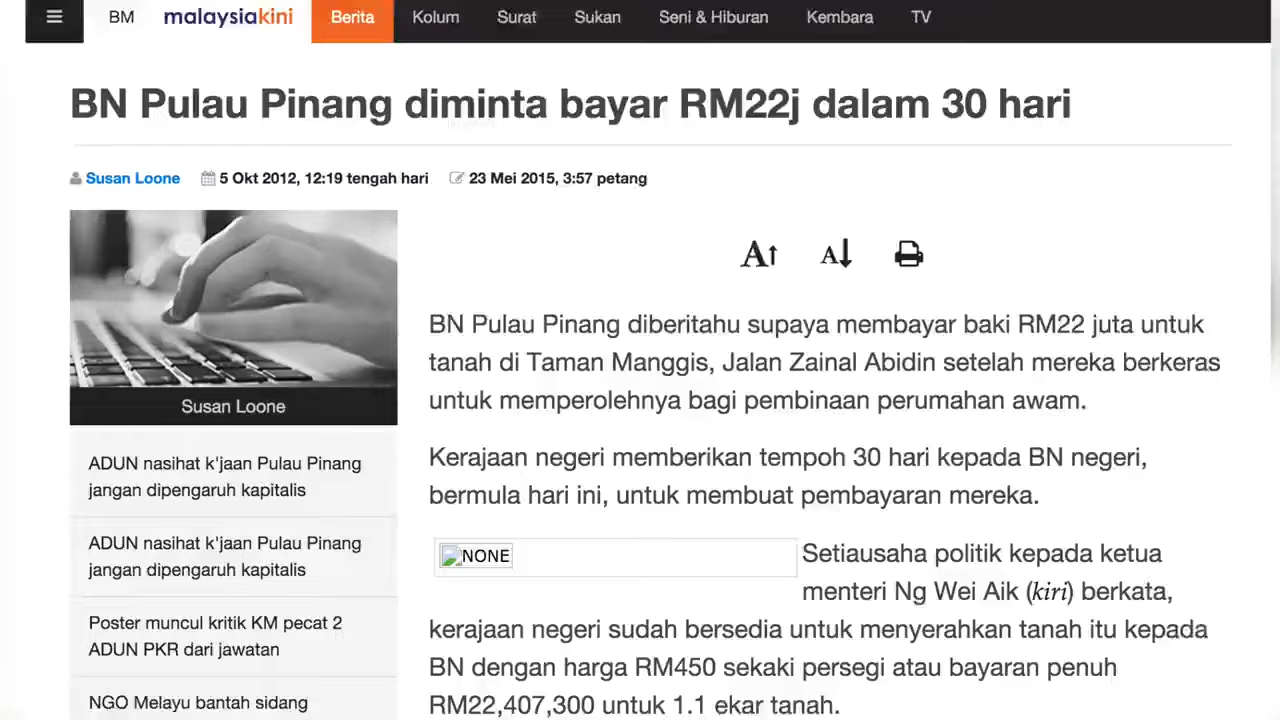 BM malaysiakini Berita Kolum Surat Sukan Seni & Hiburan Kembara TV
BN Pulau Pinang diminta bayar RM22j dalam 30 hari
Susan Loone 5 Okt 2012, 12:19 tengah hari 23 Mei 2015, 3:57 petang
A A
Susan Loone
ADUN nasihat k'jaan Pulau Pinang
jangan dipengaruh kapitalis
ADUN nasihat k'jaan Pulau Pinang
jangan dipengaruh kapitalis
Poster muncul kritik KM pecat 2
ADUN PKR dari jawatan
NGO Melayu bantah sidang
BN Pulau Pinang diberitahu supaya membayar baki RM22 juta untuk
tanah di Taman Manggis, Jalan Zainal Abidin setelah mereka berkeras
untuk memperolehnya bagi pembinaan perumahan awam.
Kerajaan negeri memberikan tempoh 30 hari kepada BN negeri,
bermula hari ini, untuk membuat pembayaran mereka.
NONE
Setiausaha politik kepada ketua
menteri Ng Wei Aik (kiri) berkata,
kerajaan negeri sudah bersedia untuk menyerahkan tanah itu kepada
BN dengan harga RM450 sekaki persegi atau bayaran penuh
RM22,407,300 untuk 1.1 ekar tanah.